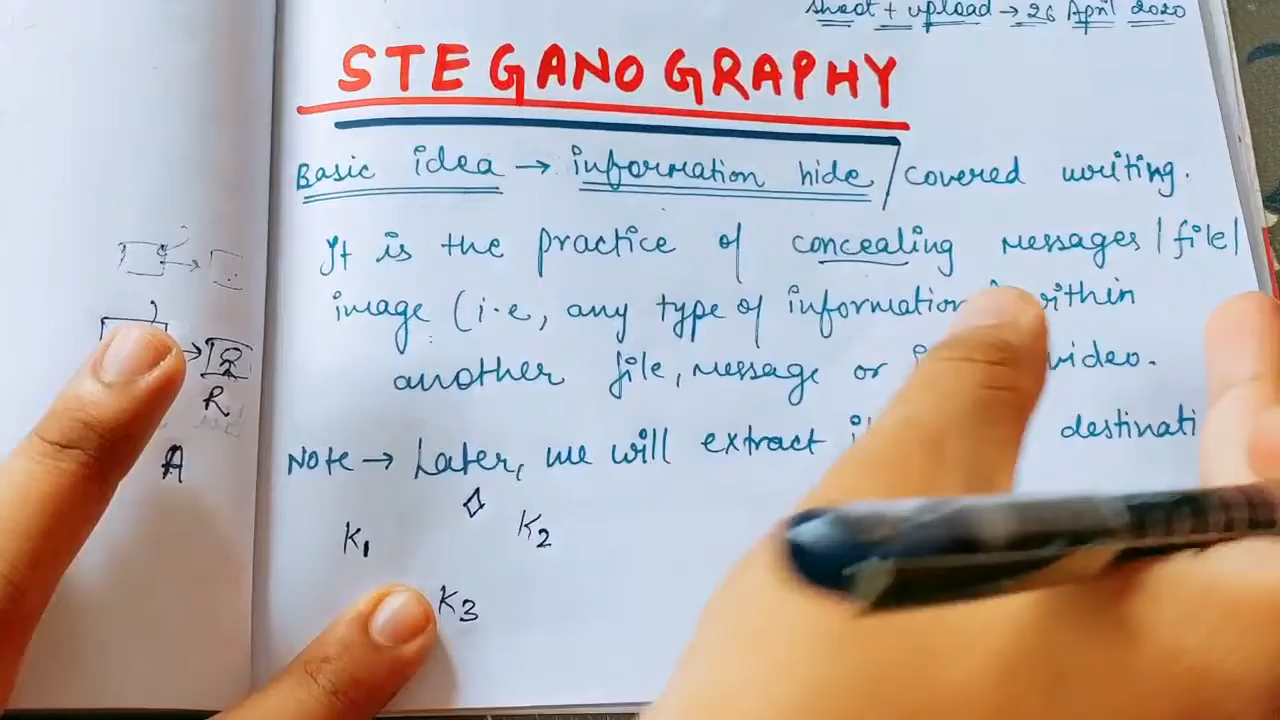 shoot + upload → 26 April 2020
STEGANOGRAPHY
Basic idea → information hide / covered writing.
It is the practice of concealing messages | file |
image (i.e, any type of information within
another file, message or video.
Note → Later, we will extract destinati
K1 K2
K3
R
A